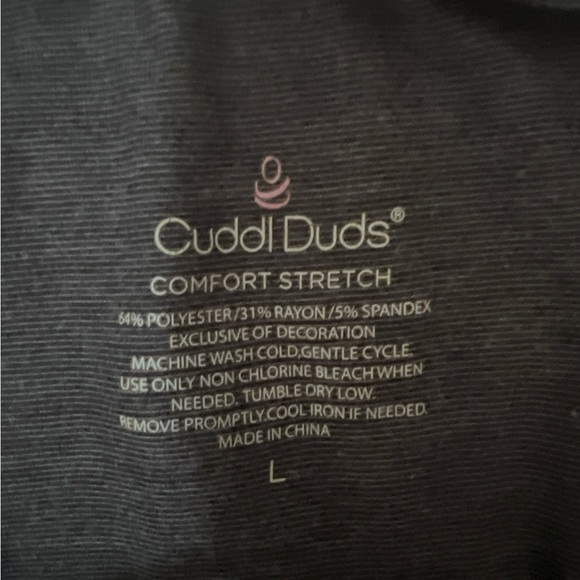 Cuddl Duds®
COMFORT STRETCH
64% POLYESTER/31% RAYON/5% SPANDEX
EXCLUSIVE OF DECORATION
MACHINE WASH COLD,GENTLE CYCLE.
USE ONLY NON CHLORINE BLEACH WHEN
NEEDED. TUMBLE DRY LOW.
REMOVE PROMPTLY.COOL IRON IF NEEDED.
MADE IN CHINA
L